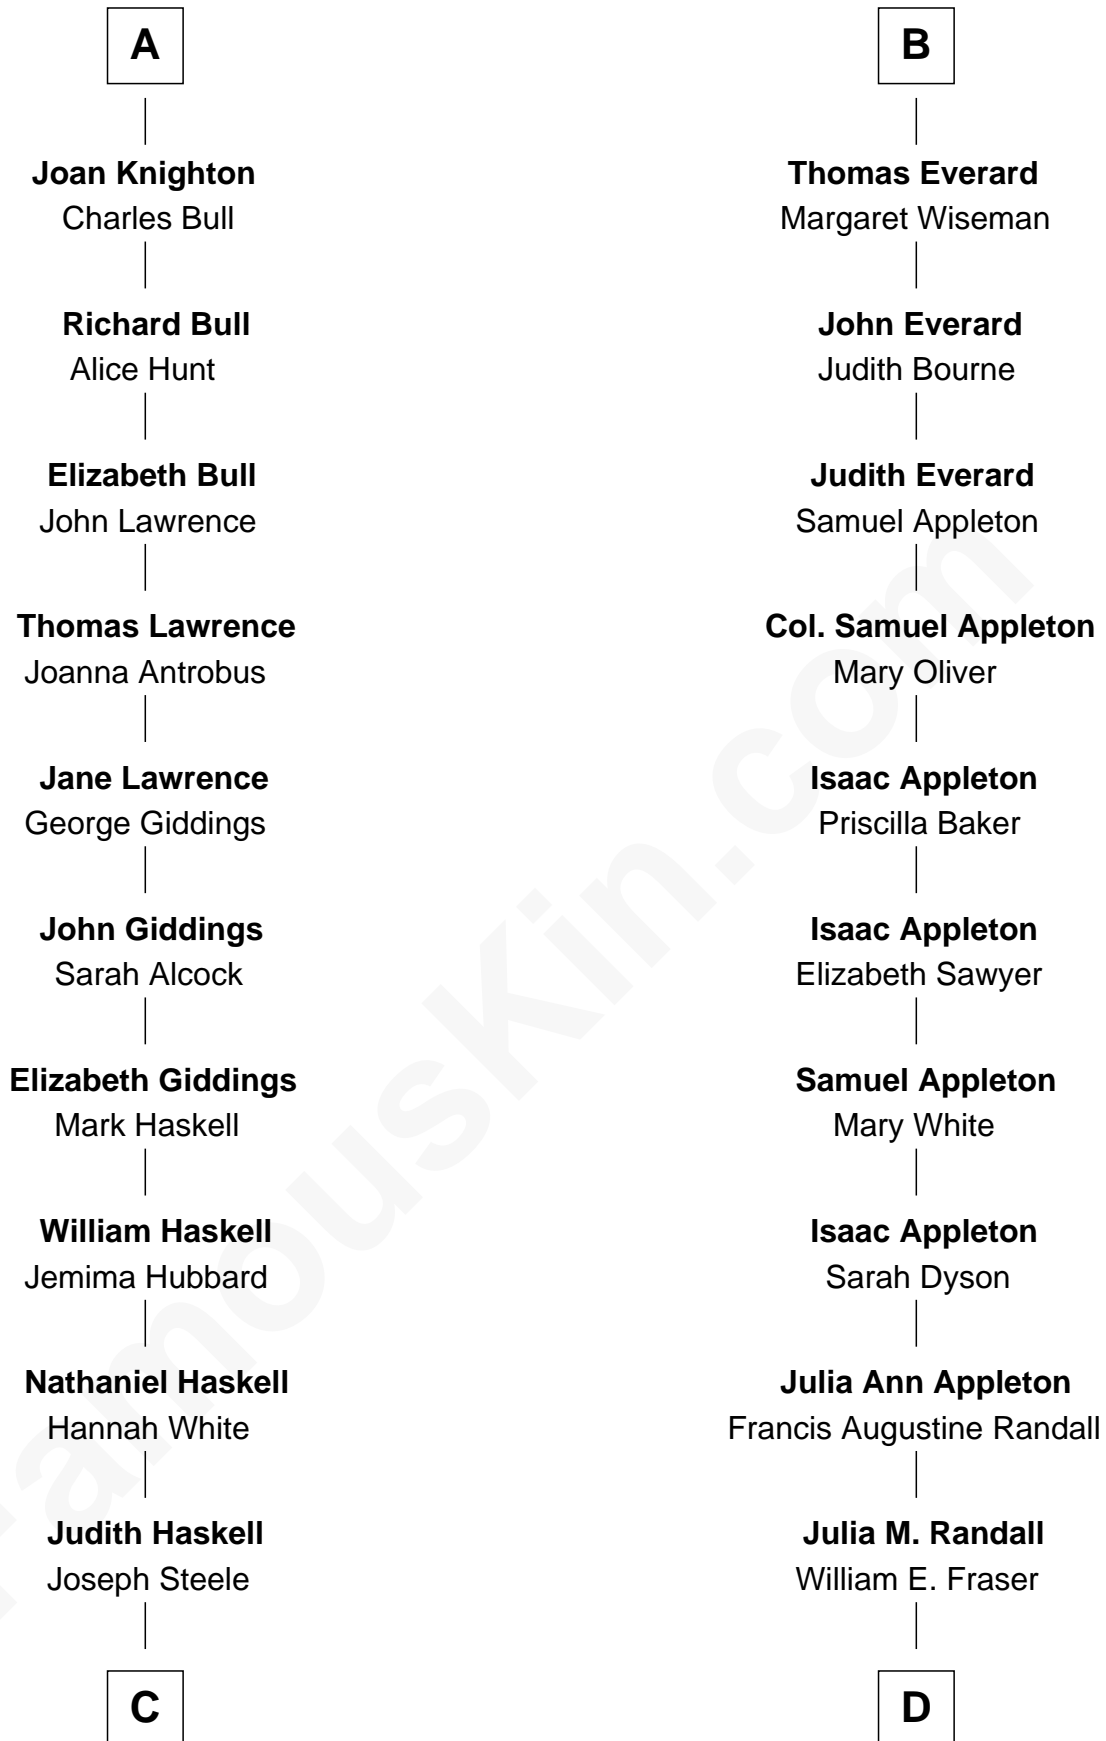 A
Joan Knighton
Charles Bull
Richard Bull
Alice Hunt
Elizabeth Bull
John Lawrence
Thomas Lawrence
Joanna Antrobus
Jane Lawrence
George Giddings
John Giddings
Sarah Alcock
Elizabeth Giddings
Mark Haskell
William Haskell
Jemima Hubbard
Nathaniel Haskell
Hannah White
Judith Haskell
Joseph Steele
C
B
Thomas Everard
Margaret Wiseman
John Everard
Judith Bourne
Judith Everard
Samuel Appleton
Col. Samuel Appleton
Mary Oliver
Isaac Appleton
Priscilla Baker
Isaac Appleton
Elizabeth Sawyer
Samuel Appleton
Mary White
Isaac Appleton
Sarah Dyson
Julia Ann Appleton
Francis Augustine Randall
Julia M. Randall
William E. Fraser
D
FamousKin.com